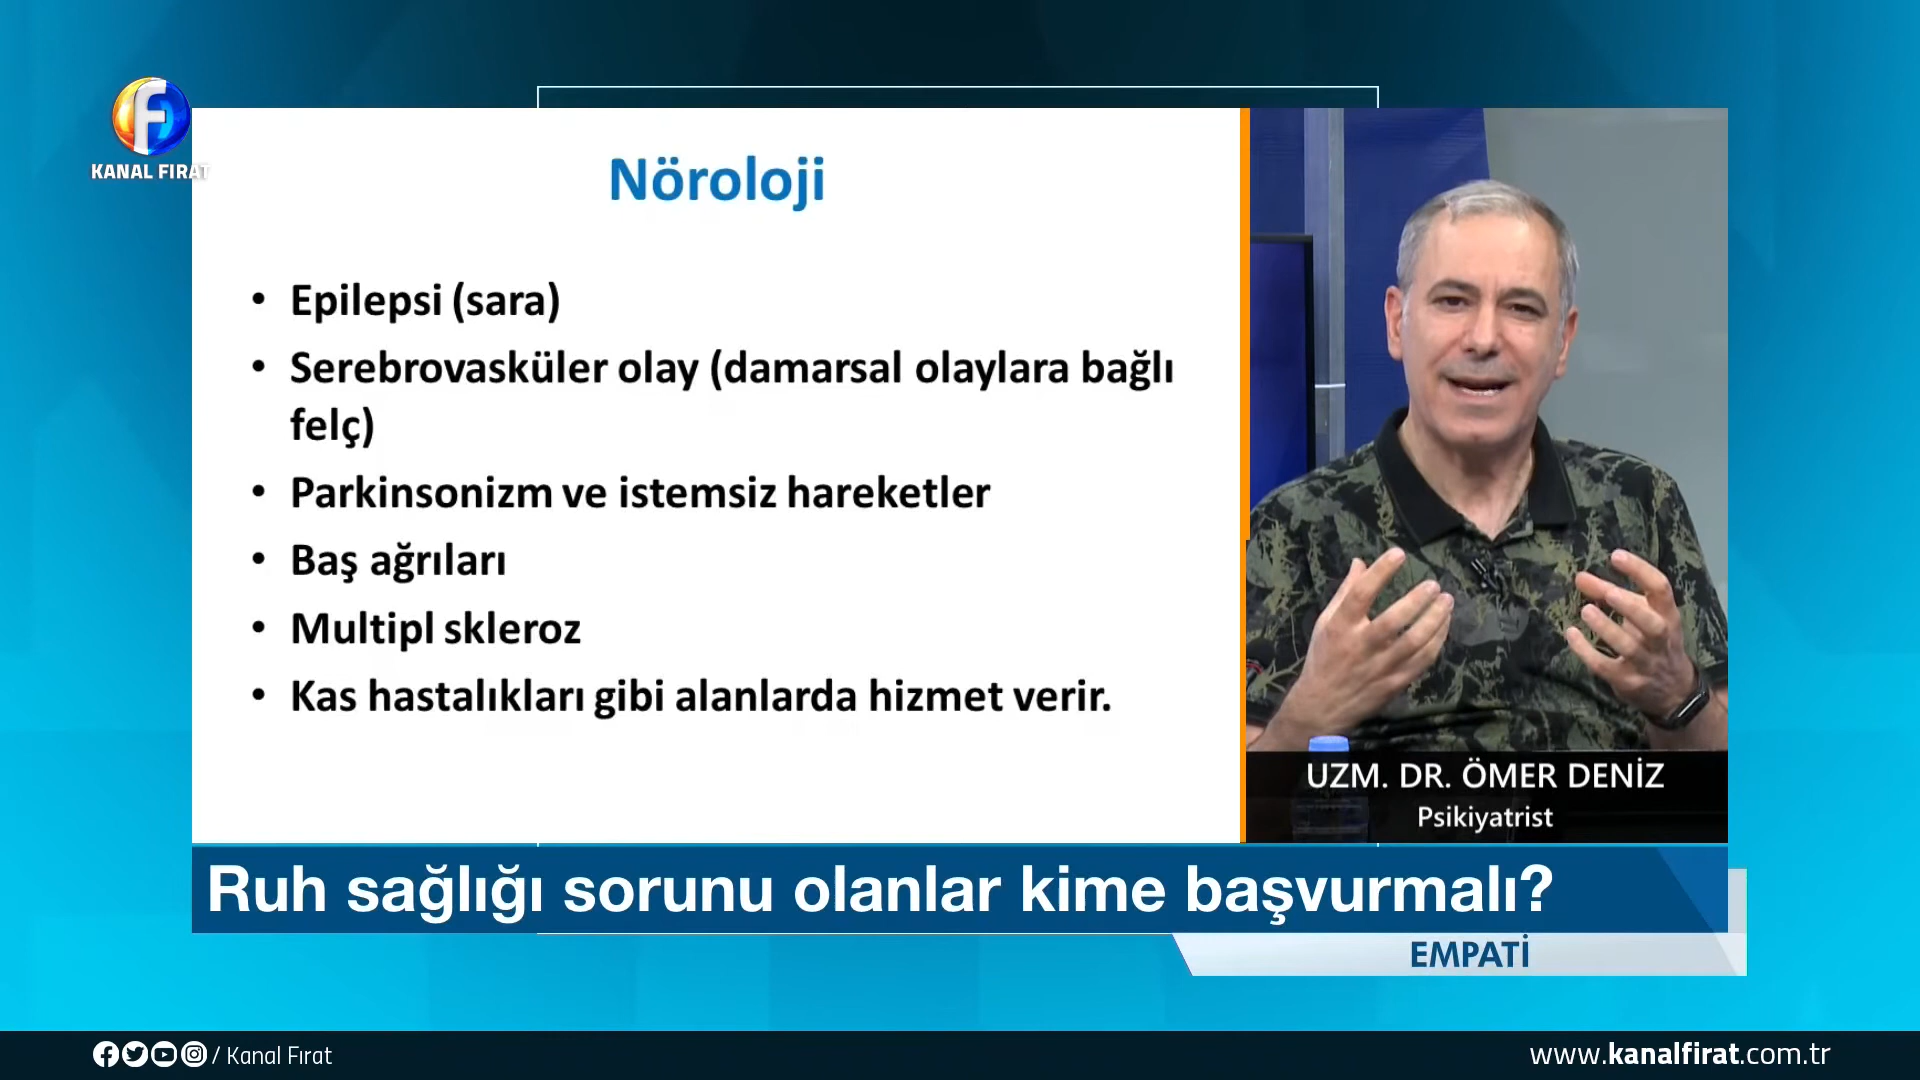 KANAL FIRAT
Nöroloji
• Epilepsi (sara)
• Serebrovasküler olay (damarsal olaylara bağlı
felç)
• Parkinsonizm ve istemsiz hareketler
• Baş ağrıları
• Multipl skleroz
• Kas hastalıkları gibi alanlarda hizmet verir.
UZM. DR. ÖMER DENİZ
Psikiyatrist
Ruh sağlığı sorunu olanlar kime başvurmalı?
EMPATİ
/ Kanal Fırat
www.kanalfirat.com.tr